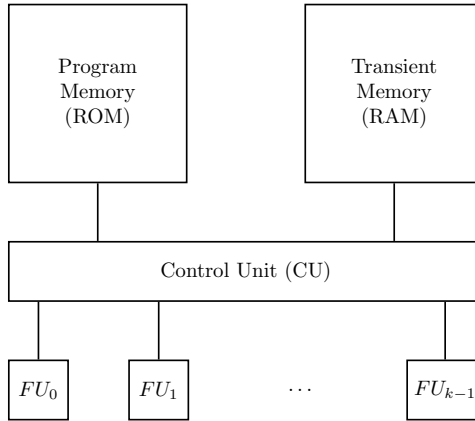 Program
Memory
(ROM)
Transient
Memory
(RAM)
Control Unit (CU)
FU₀
FU₁
...
FUₖ₋₁